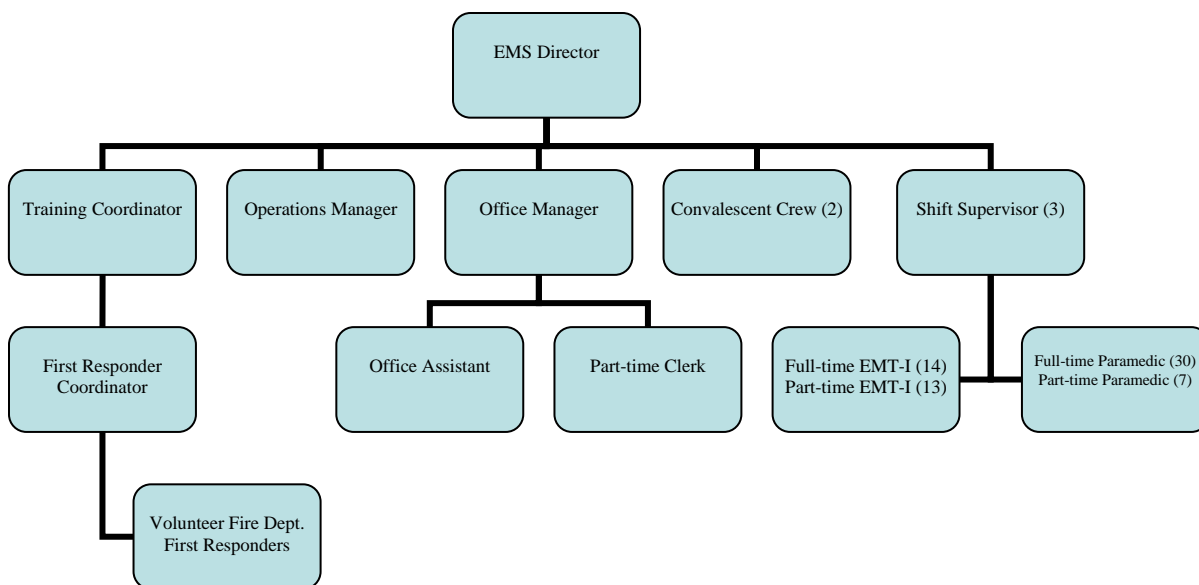 EMS Director
Training Coordinator
Operations Manager
Office Manager
Convalescent Crew (2)
Shift Supervisor (3)
First Responder
Coordinator
Office Assistant
Part-time Clerk
Full-time EMT-I (14)
Part-time EMT-I (13)
Full-time Paramedic (30)
Part-time Paramedic (7)
Volunteer Fire Dept.
First Responders